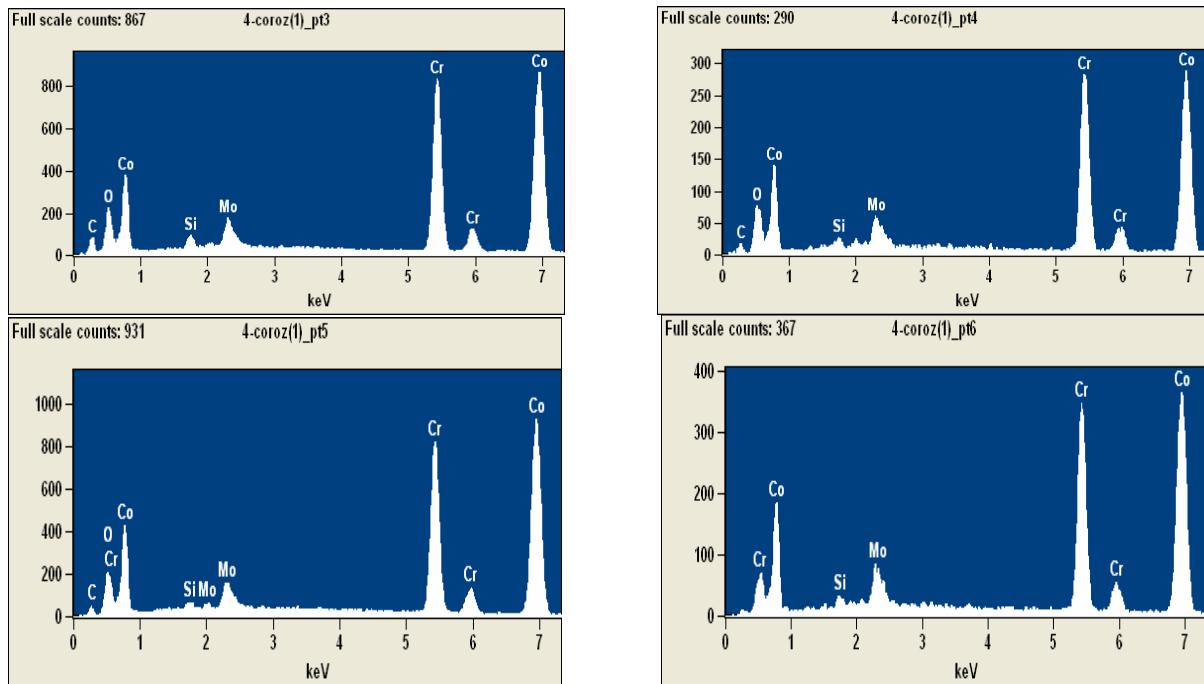 Full scale counts: 867 4-coroz(1)_pt3
800
600
400
200
0
C
O
Co
Si
Mo
Cr
Cr
Co
0 1 2 3 4 5 6 7
keV
Full scale counts: 290 4-coroz(1)_pt4
300
250
200
150
100
50
0
C
O
Co
Si
Mo
Cr
Cr
Co
0 1 2 3 4 5 6 7
keV
Full scale counts: 931 4-coroz(1)_pt5
1000
800
600
400
200
0
C
O
Cr
Co
Si
Mo
Mo
Cr
Cr
Co
0 1 2 3 4 5 6 7
keV
Full scale counts: 367 4-coroz(1)_pt6
400
300
200
100
0
Cr
Co
Si
Mo
Cr
Cr
Co
0 1 2 3 4 5 6 7
keV